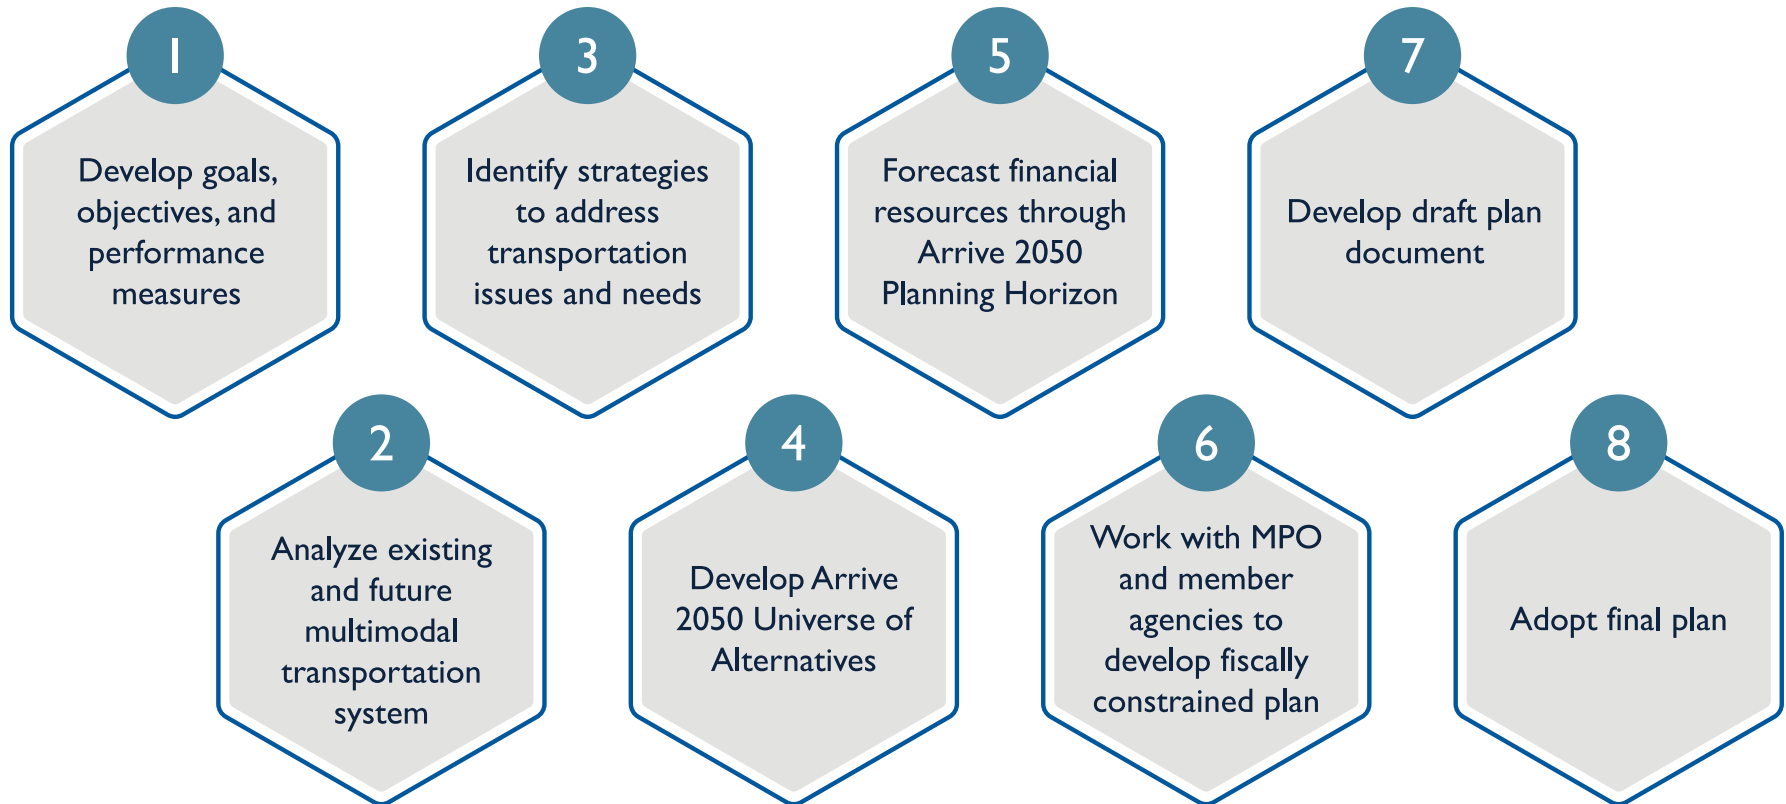 1
Develop goals,
objectives, and
performance
measures
2
Analyze existing
and future
multimodal
transportation
system
3
Identify strategies
to address
transportation
issues and needs
4
Develop Arrive
2050 Universe of
Alternatives
5
Forecast financial
resources through
Arrive 2050
Planning Horizon
6
Work with MPO
and member
agencies to
develop fiscally
constrained plan
7
Develop draft plan
document
8
Adopt final plan